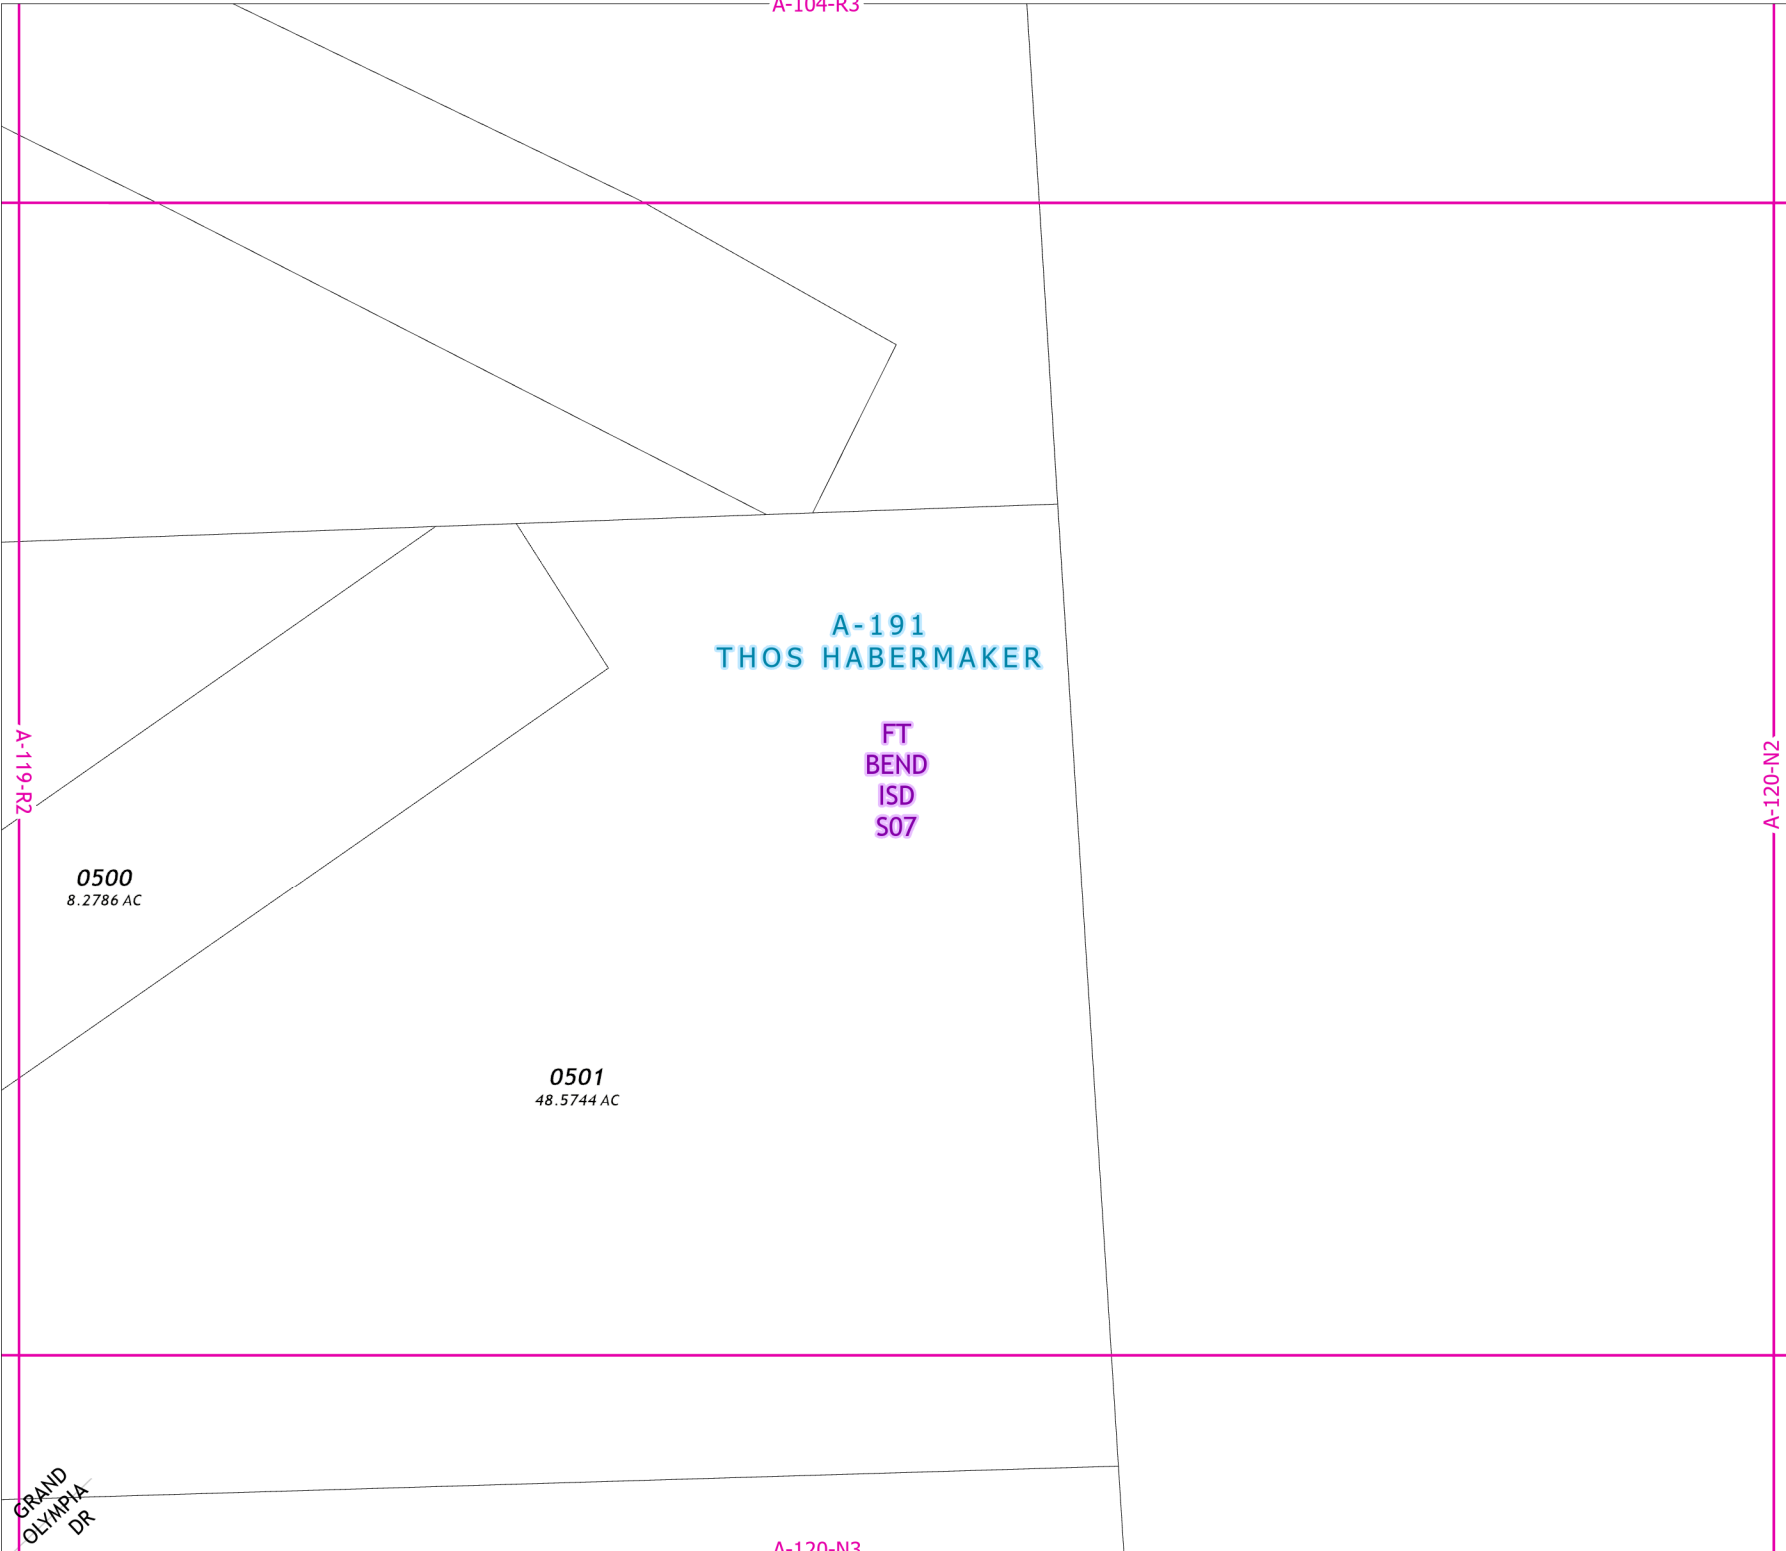 A-104-R3
A-191
THOS HABERMAKER
FT
BEND
ISD
S07
A-119-R2
A-120-N2
0500
8.2786 AC
0501
48.5744 AC
GRAND
OLYMPIA
DR
A-120-N3